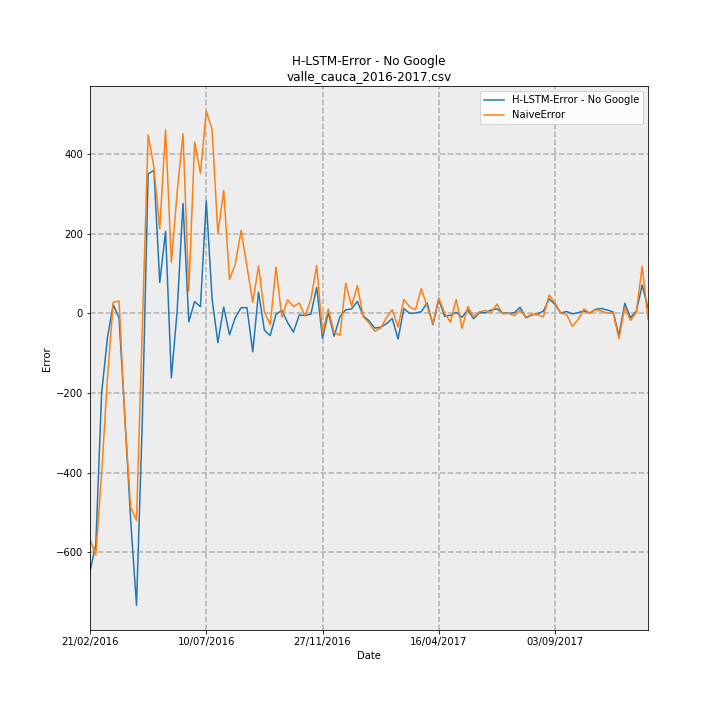 H-LSTM-Error - No Google
valle_cauca_2016-2017.csv
H-LSTM-Error - No Google
NaiveError
400
200
0
−200
−400
−600
Error
21/02/2016
10/07/2016
27/11/2016
16/04/2017
03/09/2017
Date